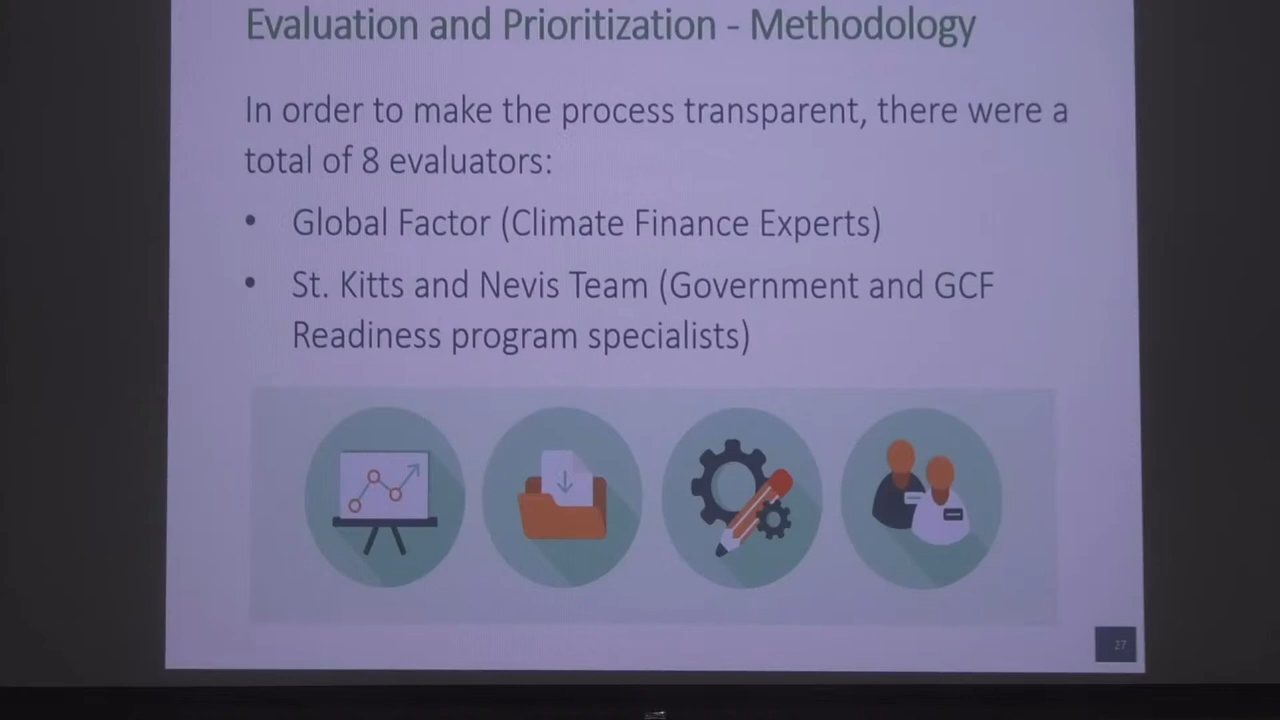 Evaluation and Prioritization - Methodology
In order to make the process transparent, there were a
total of 8 evaluators:
• Global Factor (Climate Finance Experts)
• St. Kitts and Nevis Team (Government and GCF
Readiness program specialists)
27